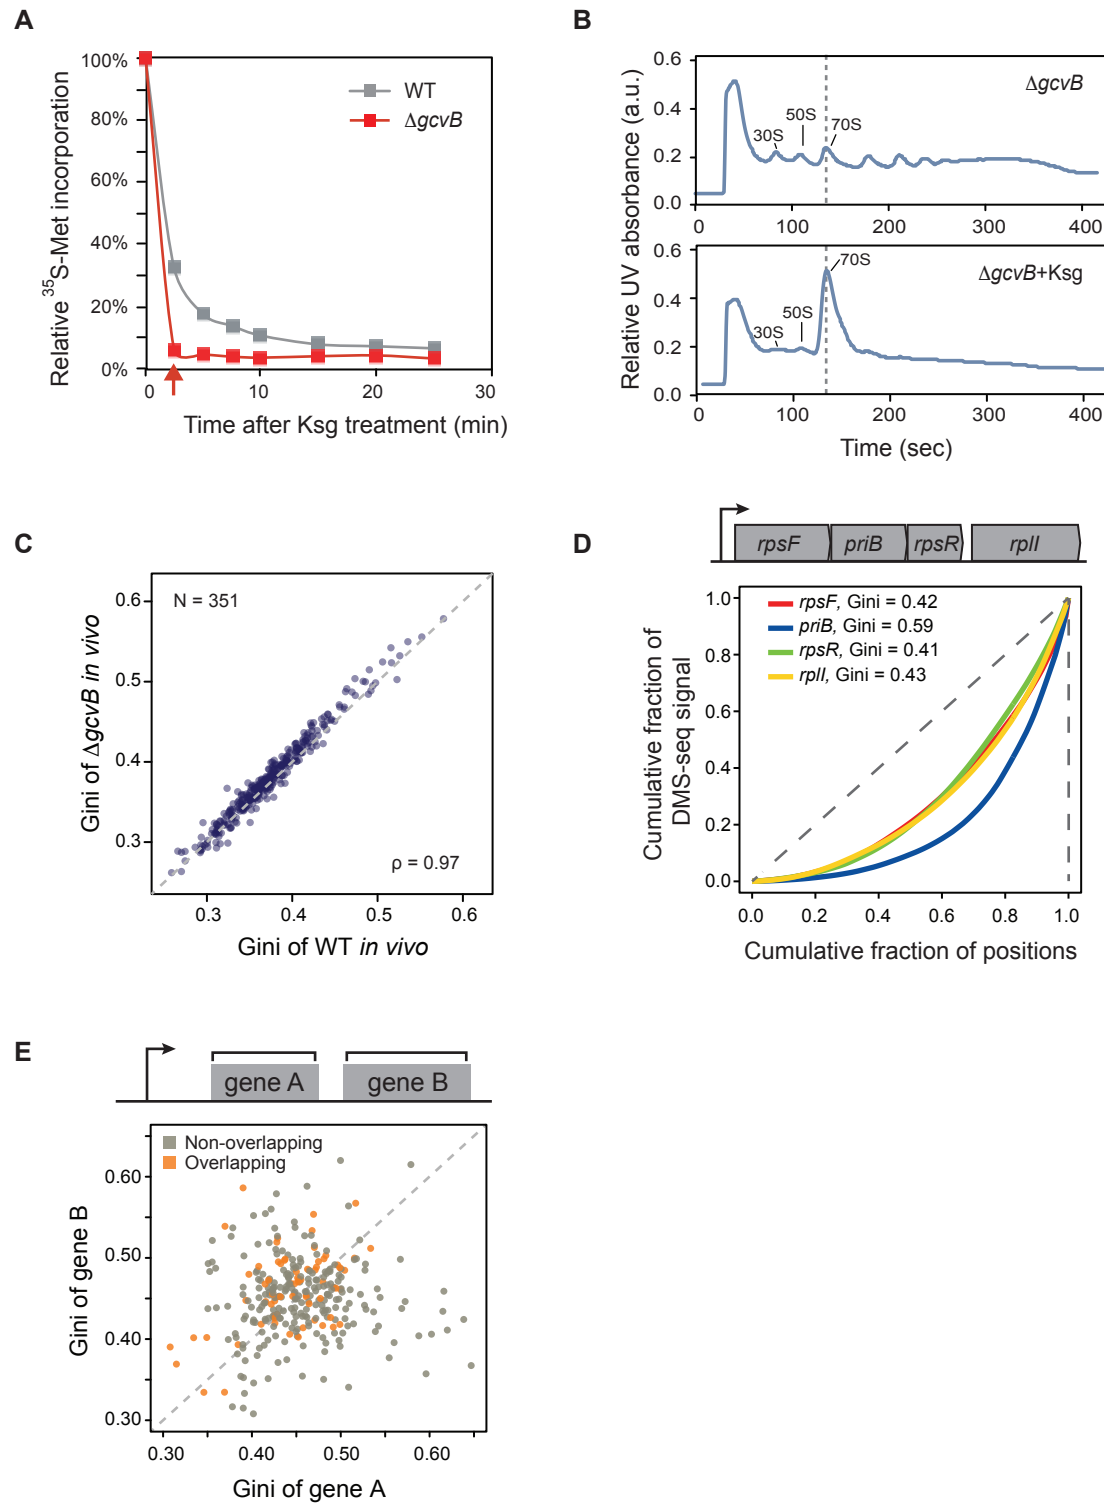 A
Relative ³⁵S-Met incorporation
100%
80%
60%
40%
20%
0%
WT
ΔgcvB
0
10
20
30
Time after Ksg treatment (min)
B
Relative UV absorbance (a.u.)
0.6
0.4
0.2
0.0
ΔgcvB
30S
50S
70S
0
100
200
300
400
0.6
0.4
0.2
0.0
ΔgcvB+Ksg
30S
50S
70S
0
100
200
300
400
Time (sec)
C
Gini of ΔgcvB in vivo
0.6
0.5
0.4
0.3
N = 351
ρ = 0.97
0.3
0.4
0.5
0.6
Gini of WT in vivo
D
rpsF
priB
rpsR
rplI
Cumulative fraction of
DMS-seq signal
1.0
0.8
0.6
0.4
0.2
0.0
rpsF, Gini = 0.42
priB, Gini = 0.59
rpsR, Gini = 0.41
rplI, Gini = 0.43
0.0
0.2
0.4
0.6
0.8
1.0
Cumulative fraction of positions
E
gene A
gene B
Gini of gene B
0.60
0.50
0.40
0.30
Non-overlapping
Overlapping
0.30
0.40
0.50
0.60
Gini of gene A